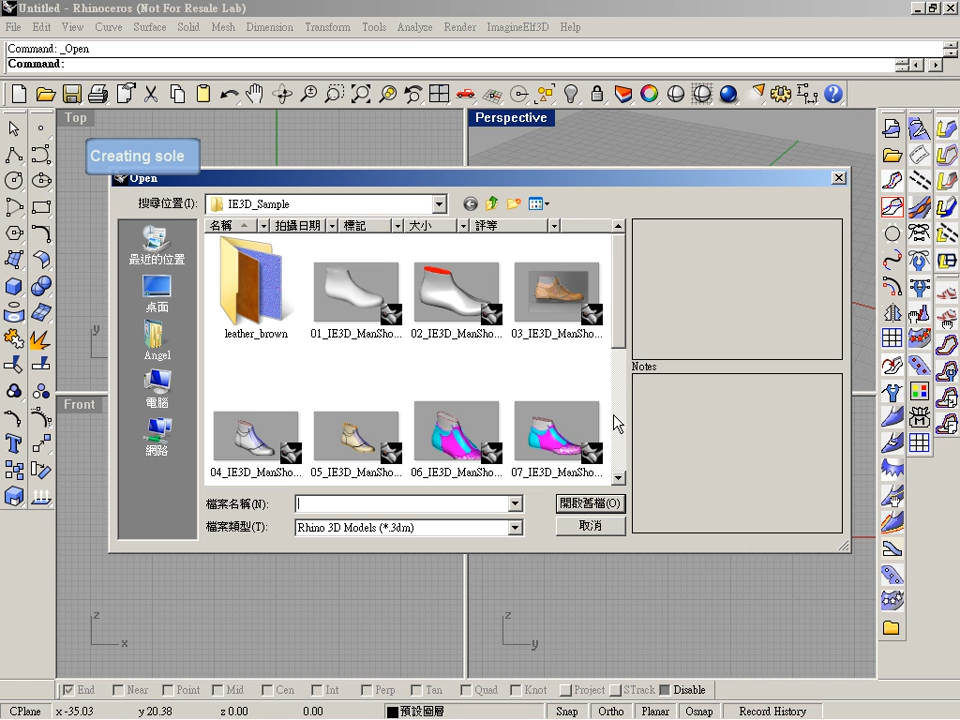 Untitled - Rhinoceros (Not For Resale Lab)
File Edit View Curve Surface Solid Mesh Dimension Transform Tools Analyze Render ImagineElf3D Help
Command: _Open
Command:
Top
Perspective
Creating sole
Open
搜尋位置(I):
IE3D_Sample
名稱 拍攝日期 標記 大小 評等
最近的位置
桌面
Angel
電腦
網路
leather_brown 01_IE3D_ManSho... 02_IE3D_ManSho... 03_IE3D_ManSho...
04_IE3D_ManSho... 05_IE3D_ManSho... 06_IE3D_ManSho... 07_IE3D_ManSho...
Notes
檔案名稱(N):
開啟舊檔(O)
檔案類型(T):
Rhino 3D Models (*.3dm)
取消
y
Front
z
x
z
y
End Near Point Mid Cen Int Perp Tan Quad Knot Project STrack Disable
CPlane x -35.03 y 20.38 z 0.00 0.00 預設圖層 Snap Ortho Planar Osnap Record History